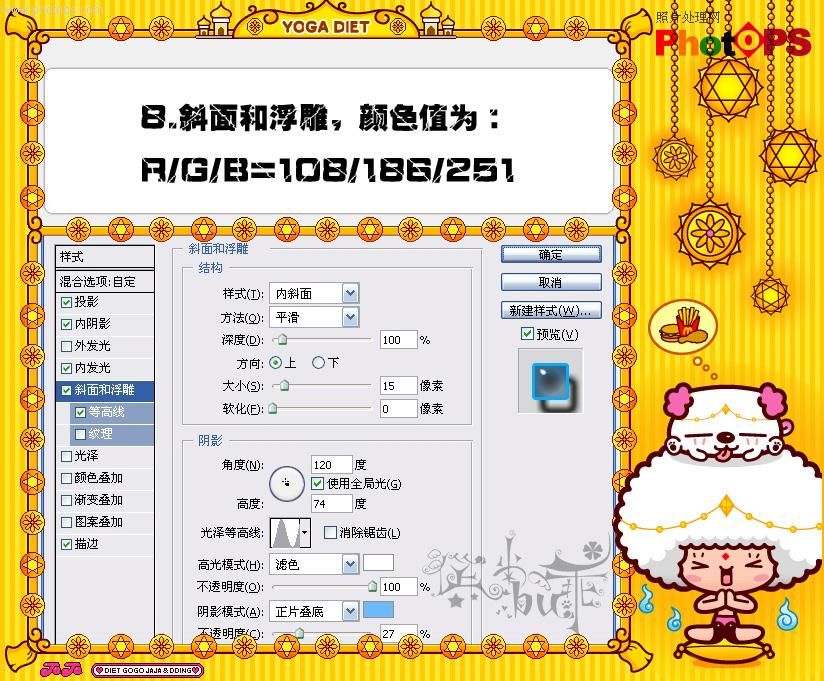 YOGA DIET
照片处理网
PhotOPS
8.斜面和浮雕，颜色值为：
R/G/B=108/186/251
样式
混合选项:自定
投影
内阴影
外发光
内发光
斜面和浮雕
等高线
纹理
光泽
颜色叠加
渐变叠加
图案叠加
描边
斜面和浮雕
结构
样式(T): 内斜面
方法(Q): 平滑
深度(D): 100 %
方向: 上 下
大小(S): 15 像素
软化(F): 0 像素
阴影
角度(N): 120 度
使用全局光(G)
高度: 74 度
光泽等高线: 消除锯齿(L)
高光模式(H): 滤色
不透明度(O): 100 %
阴影模式(A): 正片叠底
不透明度(C): 27 %
确定
取消
新建样式(W)...
预览(V)
JaJa
DIET GOGO JAJA & DDING